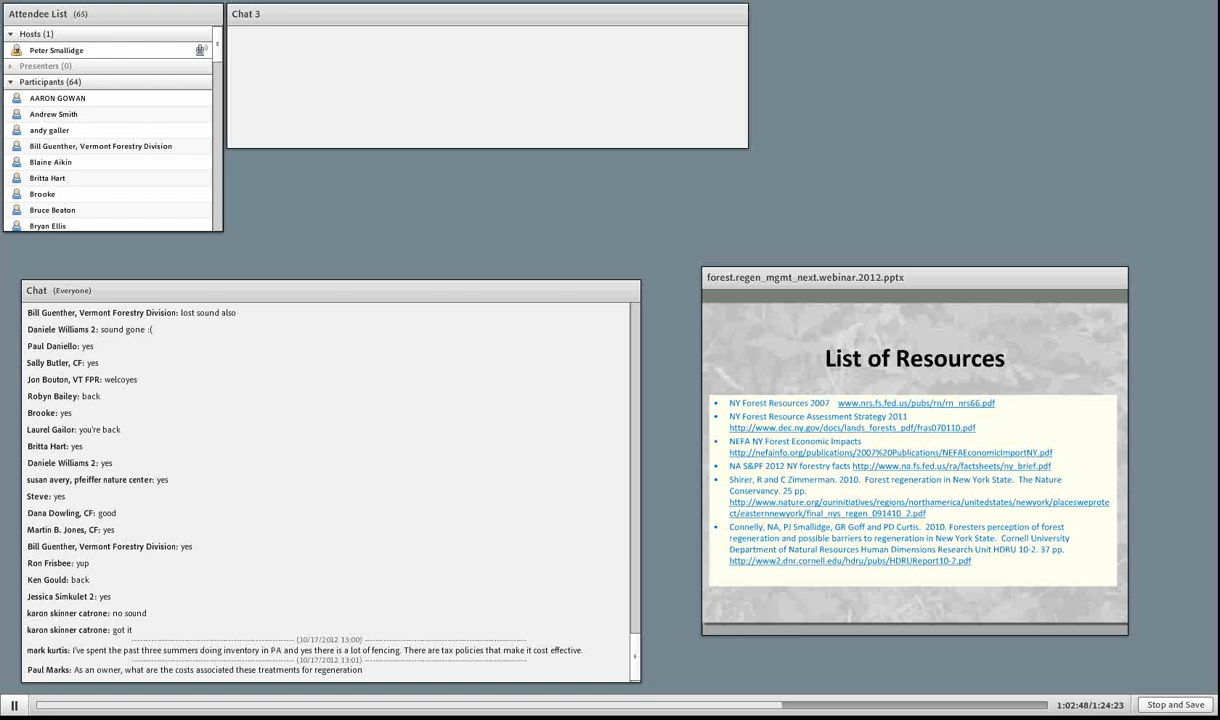 Attendee List (65)
Hosts (1)
Peter Smallidge
Presenters (0)
Participants (64)
AARON GOWAN
Andrew Smith
andy galler
Bill Guenther, Vermont Forestry Division
Blaine Aikin
Britta Hart
Brooke
Bruce Beaton
Bryan Ellis
Chat 3
Chat (Everyone)
Bill Guenther, Vermont Forestry Division: lost sound also
Daniele Williams 2: sound gone :(
Paul Daniello: yes
Sally Butler, CF: yes
Jon Bouton, VT FPR: welcoyes
Robyn Bailey: back
Brooke: yes
Laurel Gailor: you're back
Britta Hart: yes
Daniele Williams 2: yes
susan avery, pfeiffer nature center: yes
Steve: yes
Dana Dowling, CF: good
Martin B. Jones, CF: yes
Bill Guenther, Vermont Forestry Division: yes
Ron Frisbee: yup
Ken Gould: back
Jessica Simkulet 2: yes
karon skinner catrone: no sound
karon skinner catrone: got it
(10/17/2012 13:00)
mark kurtis: I've spent the past three summers doing inventory in PA and yes there is a lot of fencing. There are tax policies that make it cost effective.
(10/17/2012 13:01)
Paul Marks: As an owner, what are the costs associated these treatments for regeneration
forest.regen_mgmt_next.webinar.2012.pptx
List of Resources
• NY Forest Resources 2007 www.nrs.fs.fed.us/pubs/rn/rn_nrs66.pdf
• NY Forest Resource Assessment Strategy 2011
http://www.dec.ny.gov/docs/lands_forests_pdf/fras070110.pdf
• NEFA NY Forest Economic Impacts
http://nefainfo.org/publications/2007%20Publications/NEFAEconomicImportNY.pdf
• NA S&PF 2012 NY forestry facts http://www.na.fs.fed.us/ra/factsheets/ny_brief.pdf
• Shirer, R and C Zimmerman. 2010. Forest regeneration in New York State. The Nature
Conservancy. 25 pp.
http://www.nature.org/ourinitiatives/regions/northamerica/unitedstates/newyork/placesweprote
ct/easternnewyork/final_nys_regen_091410_2.pdf
• Connelly, NA, PJ Smallidge, GR Goff and PD Curtis. 2010. Foresters perception of forest
regeneration and possible barriers to regeneration in New York State. Cornell University
Department of Natural Resources Human Dimensions Research Unit HDRU 10-2. 37 pp.
http://www2.dnr.cornell.edu/hdru/pubs/HDRUReport10-2.pdf
1:02:48/1:24:23
Stop and Save